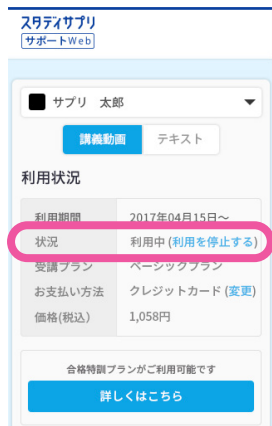 スタディサプリ
サポートWeb
サプリ 太郎
講義動画 テキスト
利用状況
利用期間 2017年04月15日～
状況 利用中 (利用を停止する)
受講プラン ベーシックプラン
お支払い方法 クレジットカード (変更)
価格(税込) 1,058円
合格特訓プランがご利用可能です
詳しくはこちら